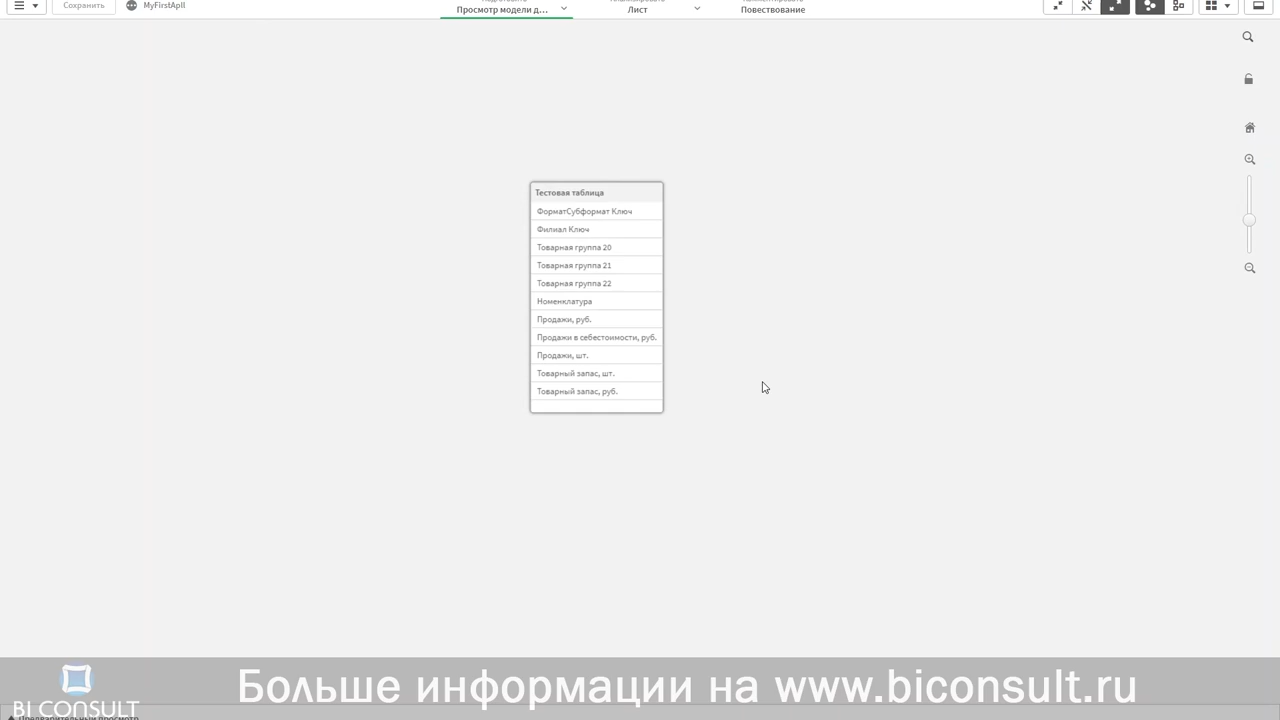 Сохранить
MyFirstApll
Просмотр модели д...
Лист
Повествование
Тестовая таблица
ФорматСубформат Ключ
Филиал Ключ
Товарная группа 20
Товарная группа 21
Товарная группа 22
Номенклатура
Продажи, руб.
Продажи в себестоимости, руб.
Продажи, шт.
Товарный запас, шт.
Товарный запас, руб.
Больше информации на www.biconsult.ru
BI CONSULT
Предварительный просмотр